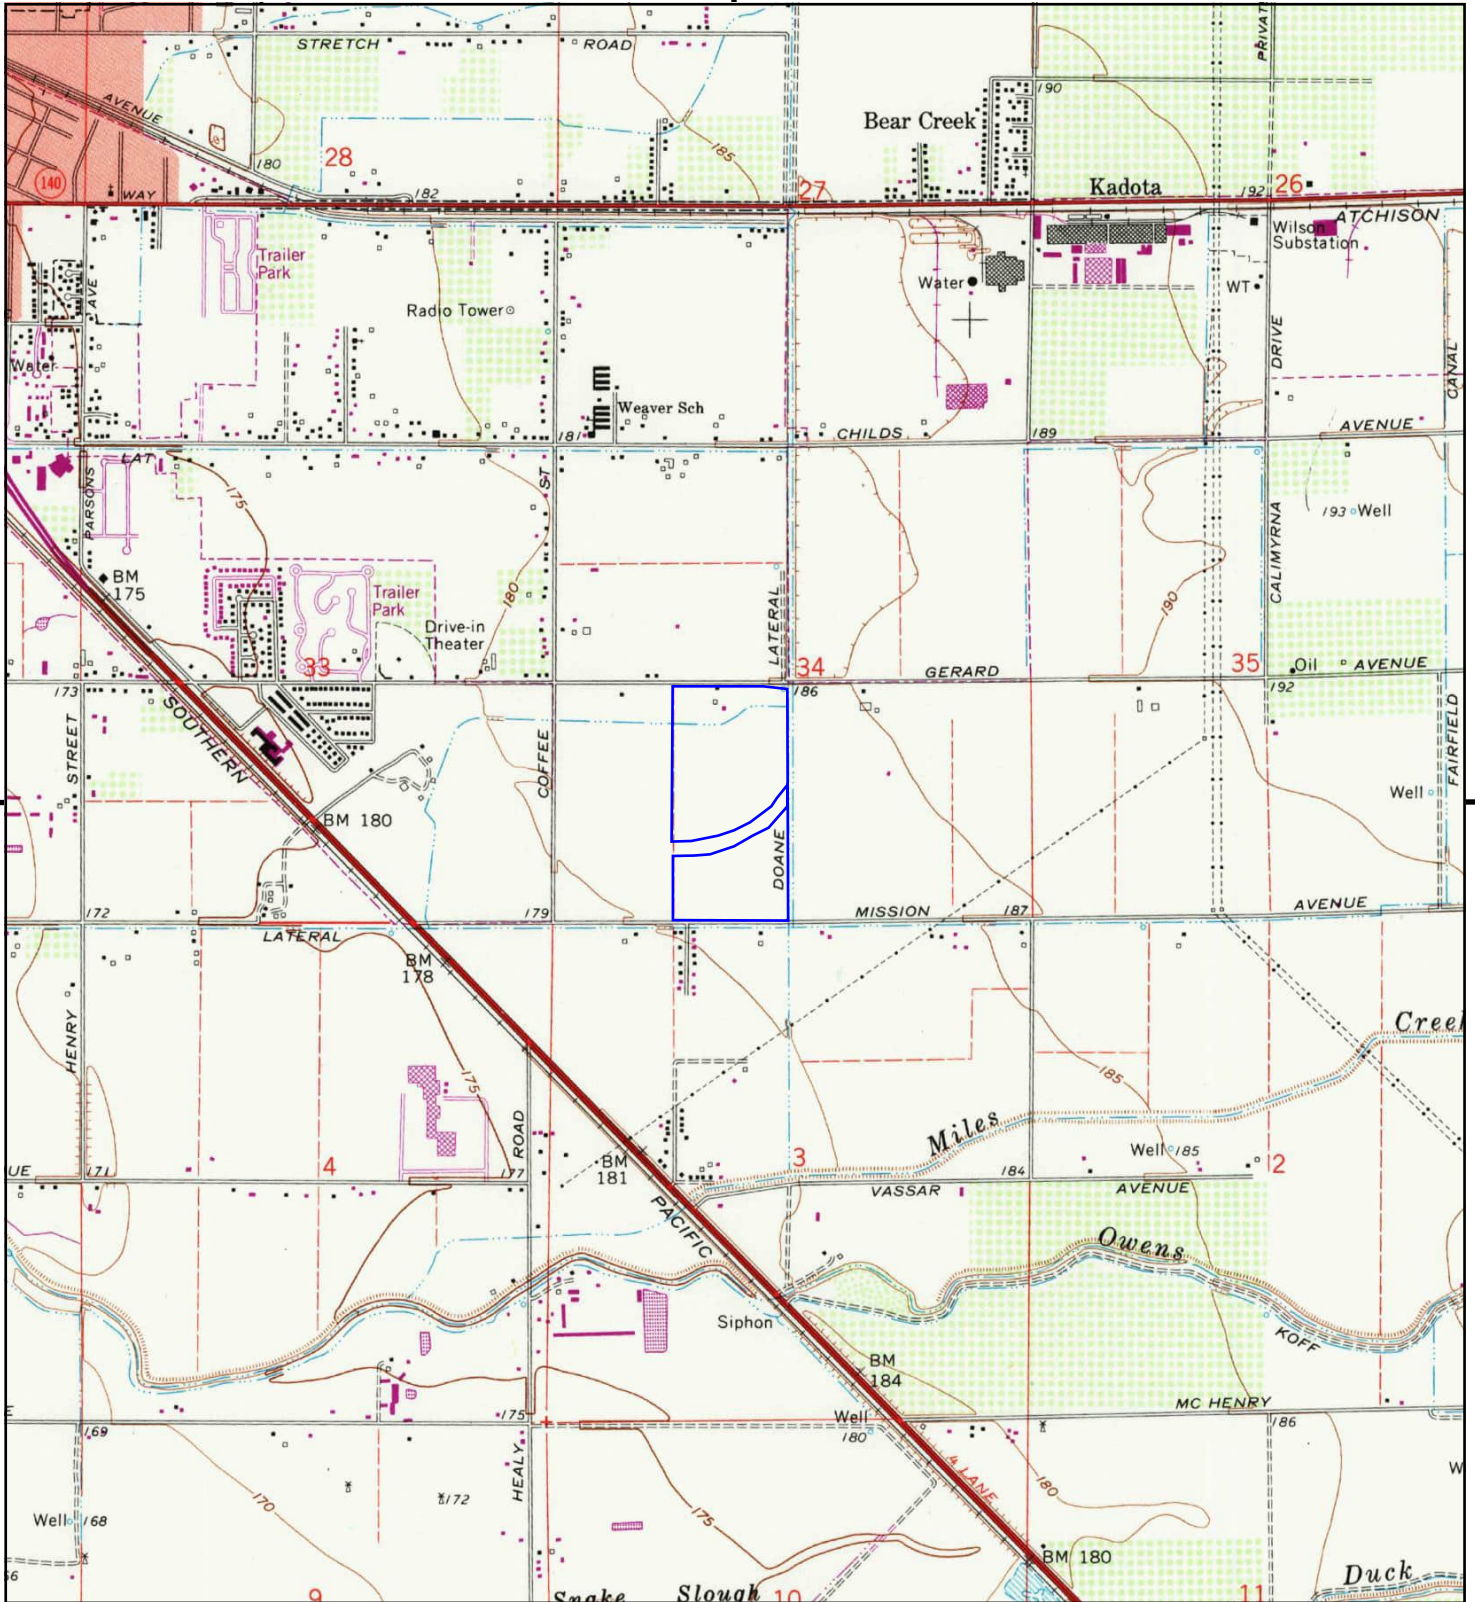 STRETCH ROAD
AVENUE
190
Bear Creek
185
180
28
140
WAY
182
27
Kadota
192
26
ATCHISON
Wilson
Substation
PRIVAT
Trailer
Park
AVE
Radio Tower
Water
WT
DRIVE
CANAL
Water
Weaver Sch
181
CHILDS
189
AVENUE
LAT
PARSONS
175
ST
CALIMYRNA
193 Well
BM
175
Trailer
Park
Drive-in
Theater
180
LATERAL
190
33
34
GERARD
35
Oil
AVENUE
173
186
192
SOUTHERN
STREET
COFFEE
FAIRFIELD
Well
BM 180
DOANE
172
179
MISSION
187
AVENUE
LATERAL
BM
178
HENRY
175
Creek
185
Miles
ROAD
UE
171
4
177
BM
181
3
Well 185
184
2
VASSAR
AVENUE
PACIFIC
Owens
Siphon
KOFF
BM
184
E
169
175
Well
180
MC HENRY
186
HEALY
4 LANE
W
170
172
175
180
Well 168
BM 180
66
9
Snake Slough
10
11
Duck